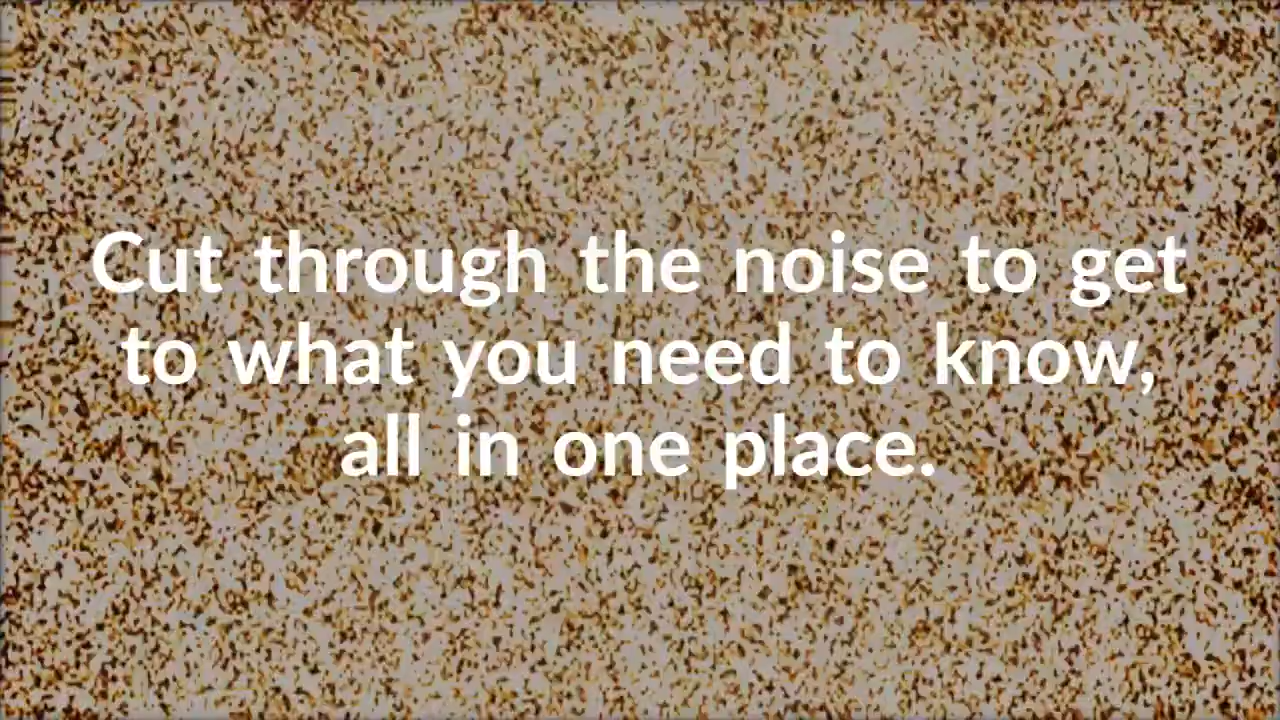 Cut through the noise to get
to what you need to know,
all in one place.